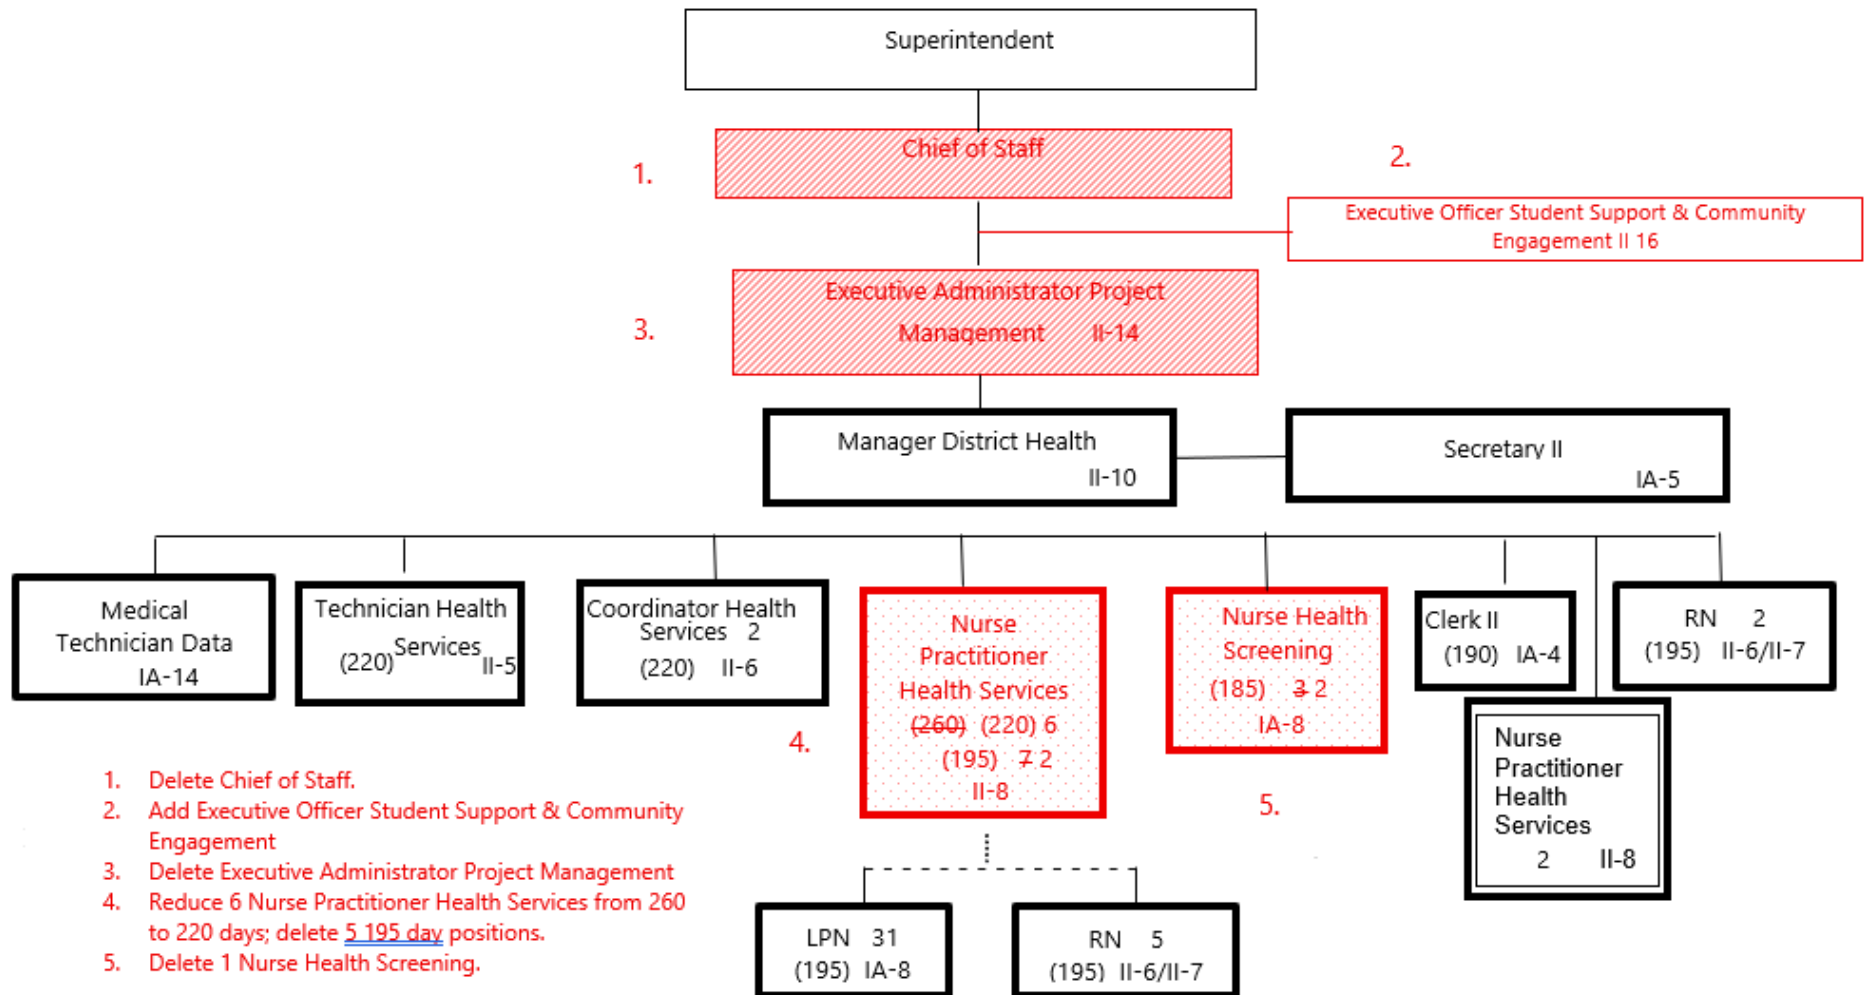 Superintendent
1.
Chief of Staff
2.
Executive Officer Student Support & Community
Engagement II 16
3.
Executive Administrator Project
Management II-14
Manager District Health
II-10
Secretary II
IA-5
Medical
Technician Data
IA-14
Technician Health
Services
(220) II-5
Coordinator Health
Services 2
(220) II-6
Nurse
Practitioner
Health Services
(260) (220) 6
(195) 7 2
II-8
4.
Nurse Health
Screening
(185) 3 2
IA-8
5.
Clerk II
(190) IA-4
RN 2
(195) II-6/II-7
Nurse
Practitioner
Health
Services
2 II-8
LPN 31
(195) IA-8
RN 5
(195) II-6/II-7
1. Delete Chief of Staff.
2. Add Executive Officer Student Support & Community
Engagement
3. Delete Executive Administrator Project Management
4. Reduce 6 Nurse Practitioner Health Services from 260
to 220 days; delete 5 195 day positions.
5. Delete 1 Nurse Health Screening.